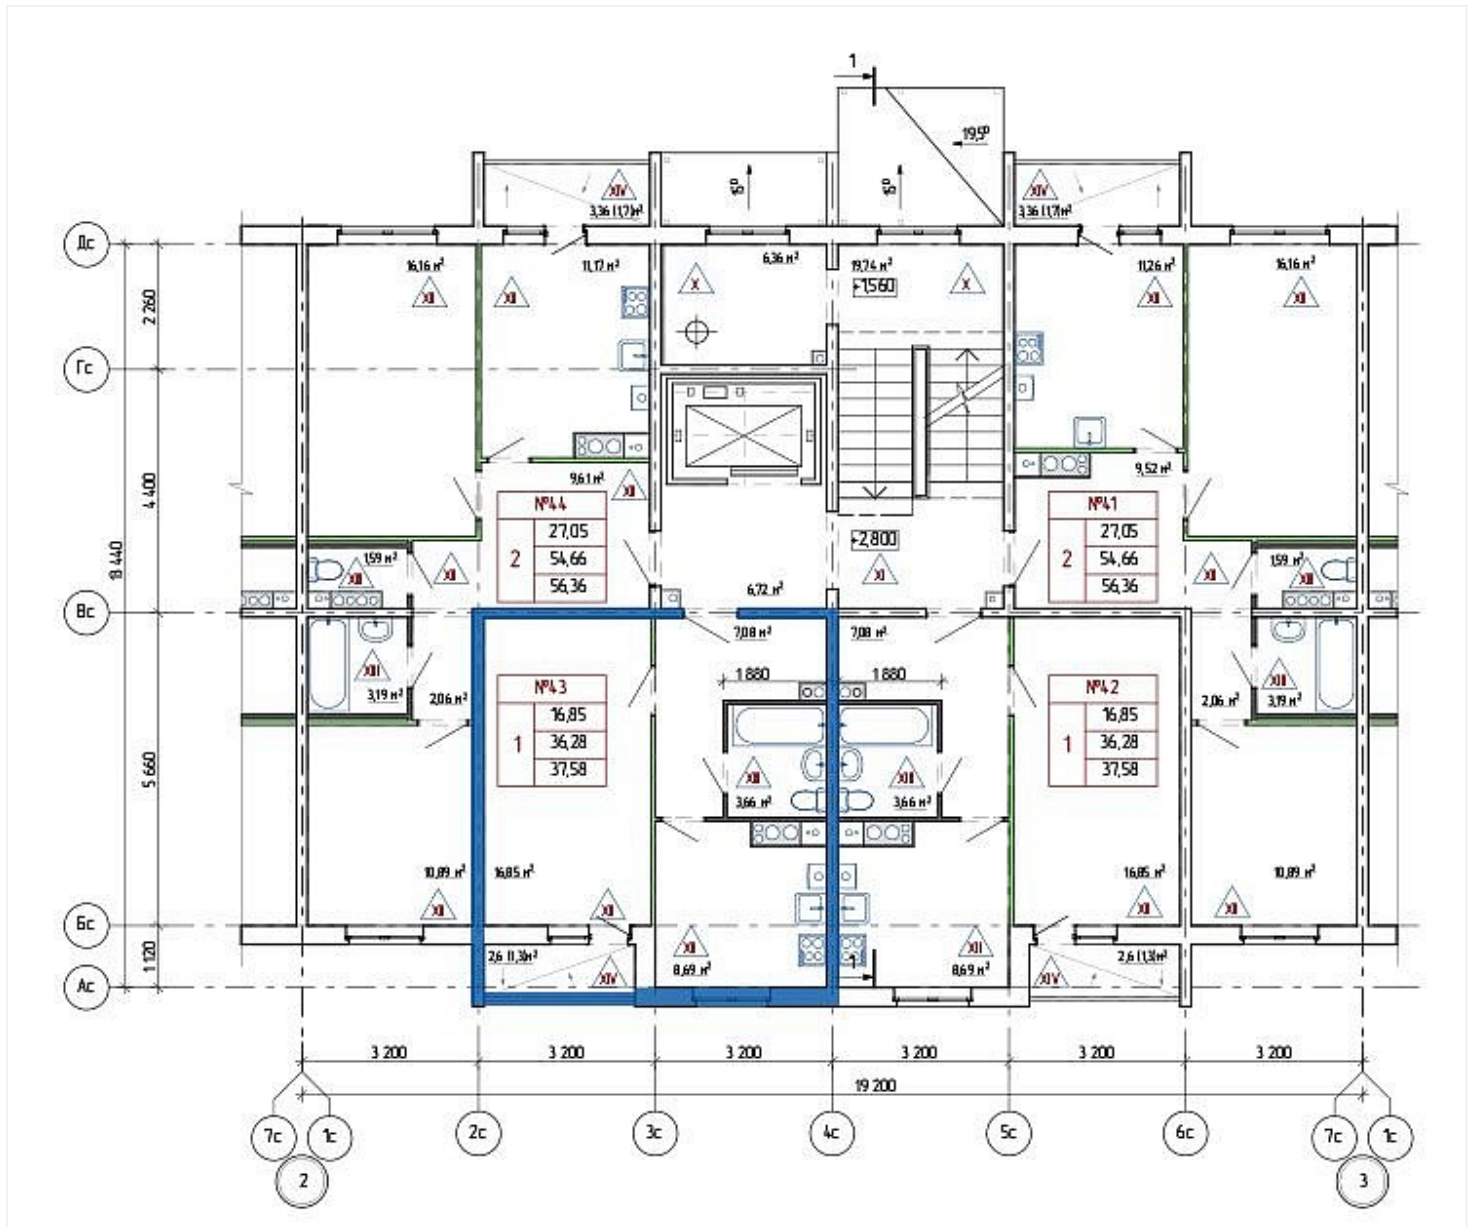 1
19,5⁰
15⁰
15⁰
XIV
3,36 (1,7)м²
XIV
3,36 (1,7)м²
Дс
16,16 м²
11,17 м²
6,36 м²
19,74 м²
+1,560
11,26 м²
16,16 м²
XII
XII
X
X
XII
XII
2 260
Гс
4 400
13 440
9,61 м²
XII
9,52 м²
№44
2
27,05
54,66
56,36
№41
2
27,05
54,66
56,36
+2,800
1,59 м²
XIII
XII
XI
XII
1,59 м²
XIII
6,72 м²
Вс
7,08 м²
7,08 м²
XIII
3,19 м²
2,06 м²
1 880
1 880
2,06 м²
XIII
3,19 м²
№43
1
16,85
36,28
37,58
№42
1
16,85
36,28
37,58
5 660
XIII
3,66 м²
XIII
3,66 м²
10,89 м²
16,85 м²
16,85 м²
10,89 м²
XII
XII
XII
XII
Бс
XII
XII
1 120
2,6 (1,3)м²
XIV
8,69 м²
1
8,69 м²
2,6 (1,3)м²
XIV
Ас
3 200
3 200
3 200
3 200
3 200
3 200
19 200
7с
1с
2с
3с
4с
5с
6с
7с
1с
2
3